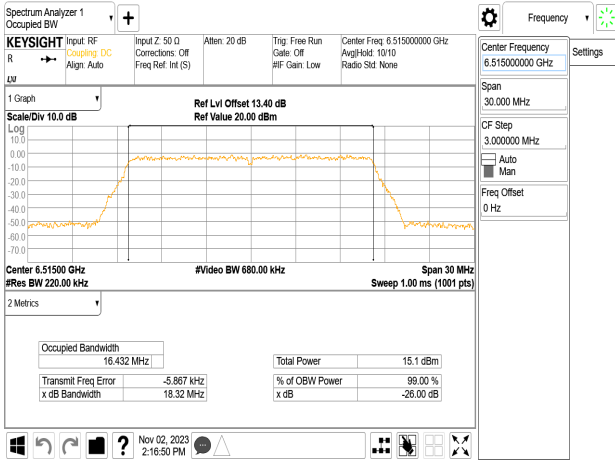 Spectrum Analyzer 1
Occupied BW
Frequency
KEYSIGHT
R
LXI
Input: RF
Coupling: DC
Align: Auto
Input Z: 50 Ω
Corrections: Off
Freq Ref: Int (S)
Atten: 20 dB
Trig: Free Run
Gate: Off
#IF Gain: Low
Center Freq: 6.515000000 GHz
Avg|Hold: 10/10
Radio Std: None
Center Frequency
6.515000000 GHz
Settings
Span
30.000 MHz
CF Step
3.000000 MHz
Auto
Man
Freq Offset
0 Hz
1 Graph
Scale/Div 10.0 dB
Ref Lvl Offset 13.40 dB
Ref Value 20.00 dBm
Log
10.0
0.00
-10.0
-20.0
-30.0
-40.0
-50.0
-60.0
-70.0
Center 6.51500 GHz
#Video BW 680.00 kHz
Span 30 MHz
#Res BW 220.00 kHz
Sweep 1.00 ms (1001 pts)
2 Metrics
Occupied Bandwidth
16.432 MHz
Total Power 15.1 dBm
Transmit Freq Error -5.867 kHz
% of OBW Power 99.00 %
x dB Bandwidth 18.32 MHz
x dB -26.00 dB
?
Nov 02, 2023
2:16:50 PM